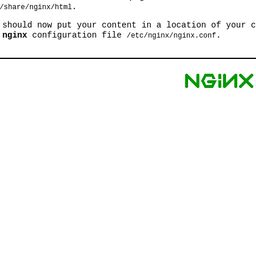 /share/nginx/html.
should now put your content in a location of your
nginx configuration file /etc/nginx/nginx.conf.
NGINX